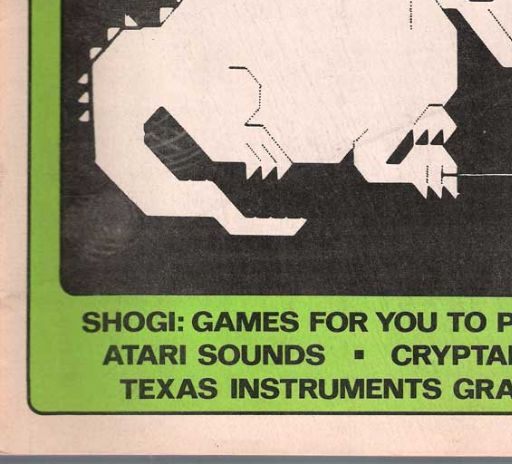 SHOGI: GAMES FOR YOU TO P
ATARI SOUNDS ▪ CRYPTA
TEXAS INSTRUMENTS GRA